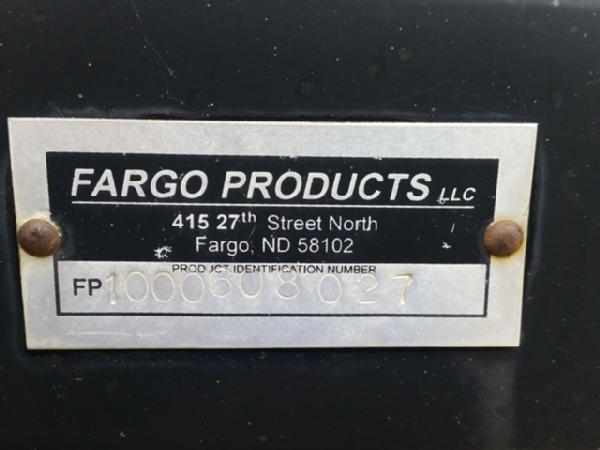 FARGO PRODUCTS LLC
415 27th Street North
Fargo, ND 58102
PRODUCT IDENTIFICATION NUMBER
FP1000608027